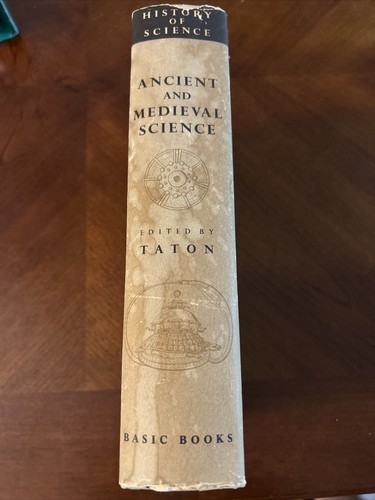 HISTORY
OF
SCIENCE
ANCIENT
AND
MEDIEVAL
SCIENCE
EDITED BY
TATON
BASIC BOOKS